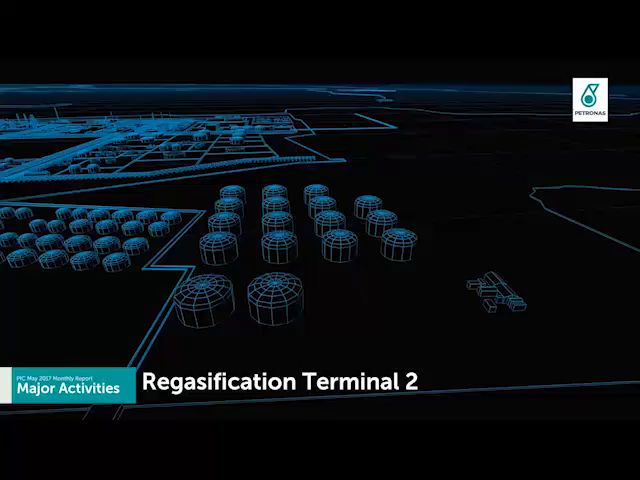 PETRONAS
PIC May 2017 Monthly Report
Major Activities
Regasification Terminal 2